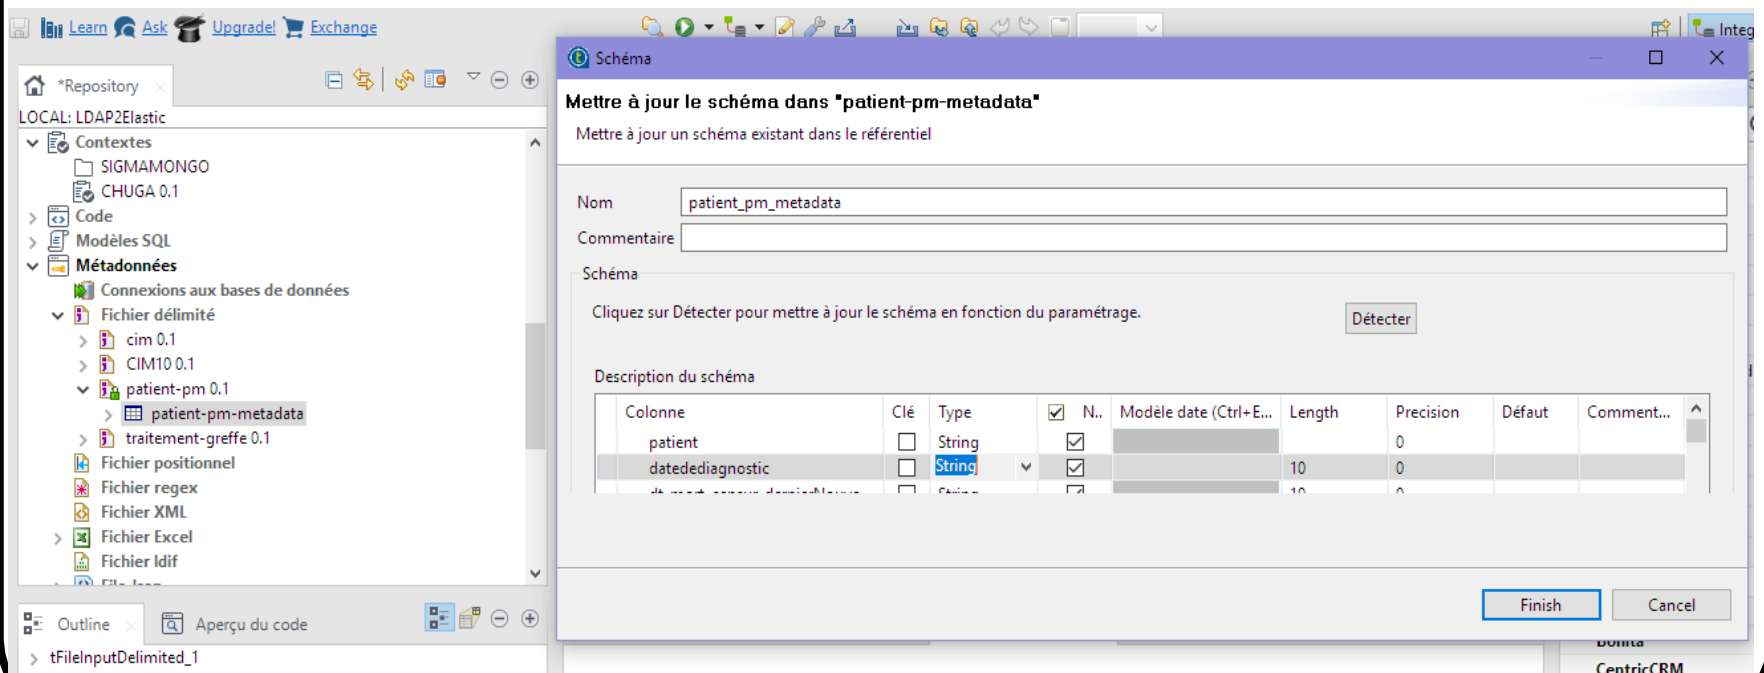 Learn Ask Upgrade! Exchange
Integ
*Repository
LOCAL: LDAP2Elastic
Contextes
SIGMAMONGO
CHUGA 0.1
Code
Modèles SQL
Métadonnées
Connexions aux bases de données
Fichier délimité
cim 0.1
CIM10 0.1
patient-pm 0.1
patient-pm-metadata
traitement-greffe 0.1
Fichier positionnel
Fichier regex
Fichier XML
Fichier Excel
Fichier ldif
Outline
Aperçu du code
tFileInputDelimited_1
Schéma
Mettre à jour le schéma dans "patient-pm-metadata"
Mettre à jour un schéma existant dans le référentiel
Nom patient_pm_metadata
Commentaire
Schéma
Cliquez sur Détecter pour mettre à jour le schéma en fonction du paramétrage.
Détecter
Description du schéma
Colonne Clé Type N.. Modèle date (Ctrl+E... Length Precision Défaut Comment...
patient String 0
datedediagnostic String 10 0
String 10 0
Finish Cancel
Bonita
CentricCRM